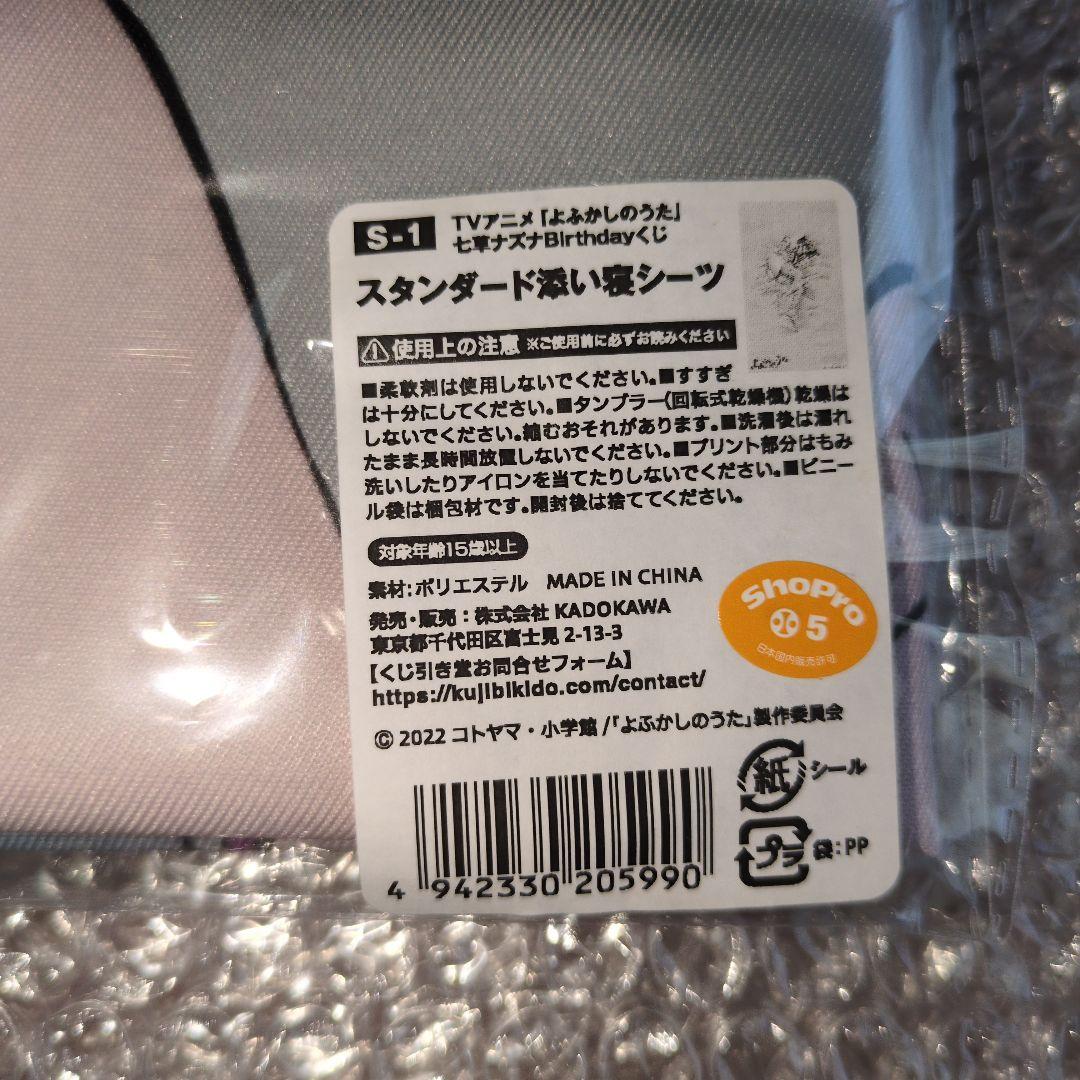 S-1
TVアニメ「よふかしのうた」
七草ナズナBirthdayくじ
スタンダード添い寝シーツ
使用上の注意 ※ご使用前に必ずお読みください
■柔軟剤は使用しないでください。■すすぎ
は十分にしてください。■タンブラー(回転式乾燥機)乾燥は
しないでください。縮むおそれがあります。■洗濯後は濡れ
たまま長時間放置しないでください。■プリント部分はもみ
洗いしたりアイロンを当てたりしないでください。■ビニー
ル袋は梱包材です。開封後は捨ててください。
対象年齢15歳以上
素材:ポリエステル MADE IN CHINA
発売・販売:株式会社 KADOKAWA
東京都千代田区富士見 2-13-3
【くじ引き堂お問合せフォーム】
https://kujibikido.com/contact/
© 2022 コトヤマ・小学館/「よふかしのうた」製作委員会
ShoPro
5
日本国内販売許可
紙 シール
プラ 袋:PP
4 942330 205990